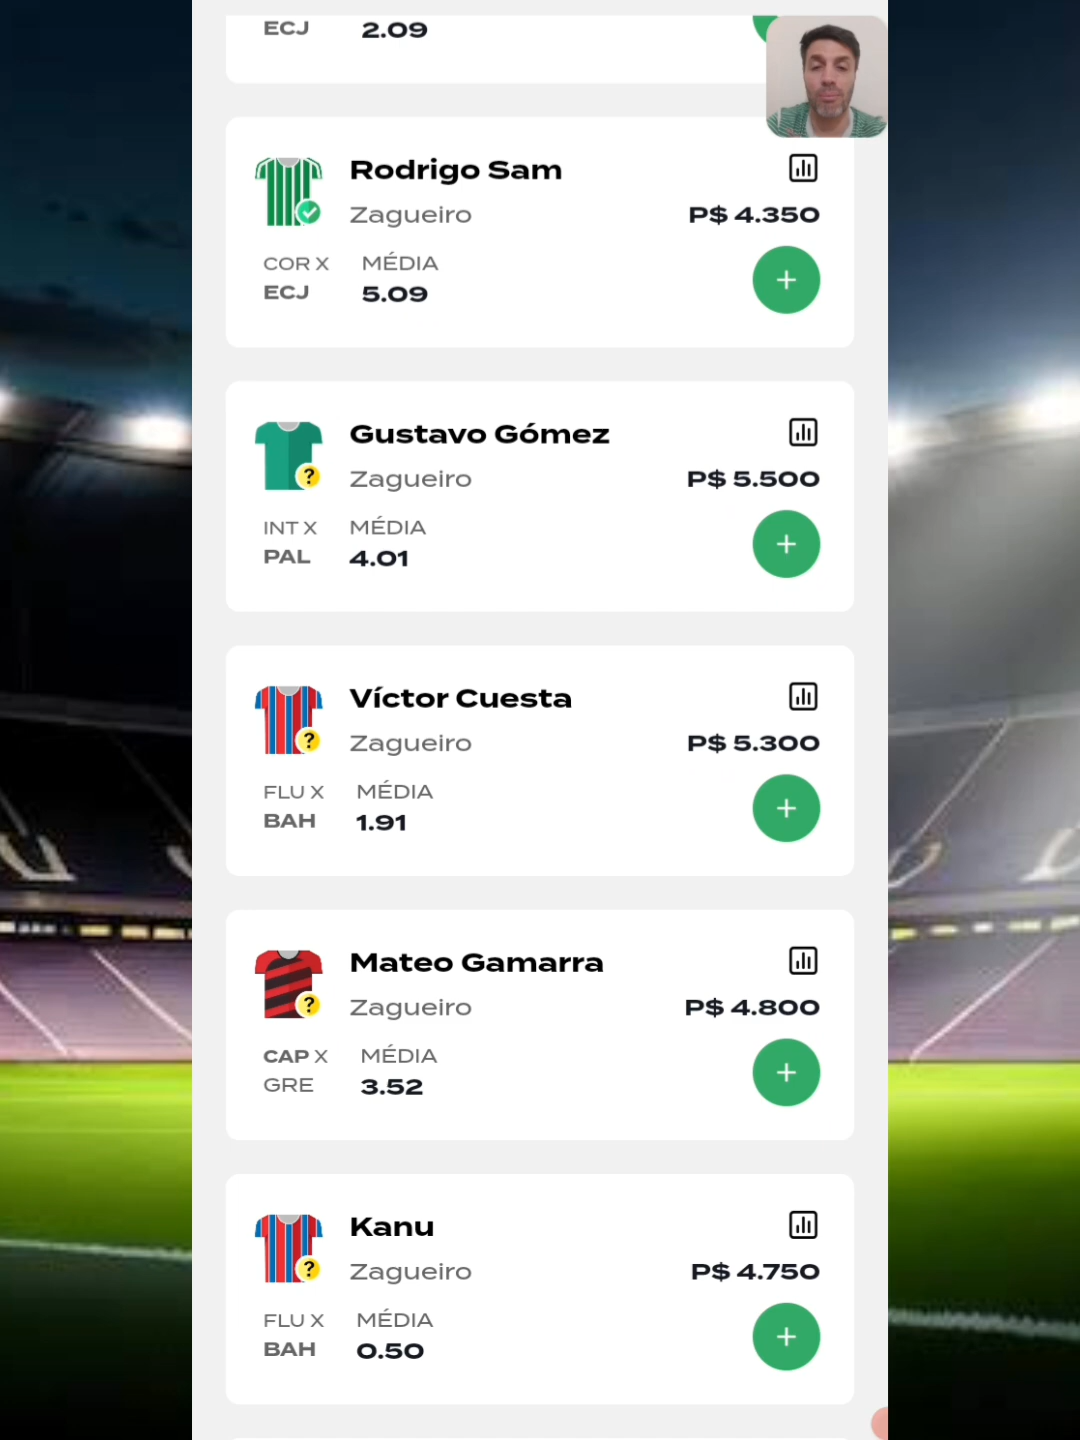 ECJ 2.09
Rodrigo Sam
Zagueiro P$ 4.350
COR X MÉDIA
ECJ 5.09
Gustavo Gómez
Zagueiro P$ 5.500
INT X MÉDIA
PAL 4.01
Víctor Cuesta
Zagueiro P$ 5.300
FLU X MÉDIA
BAH 1.91
Mateo Gamarra
Zagueiro P$ 4.800
CAP X MÉDIA
GRE 3.52
Kanu
Zagueiro P$ 4.750
FLU X MÉDIA
BAH 0.50